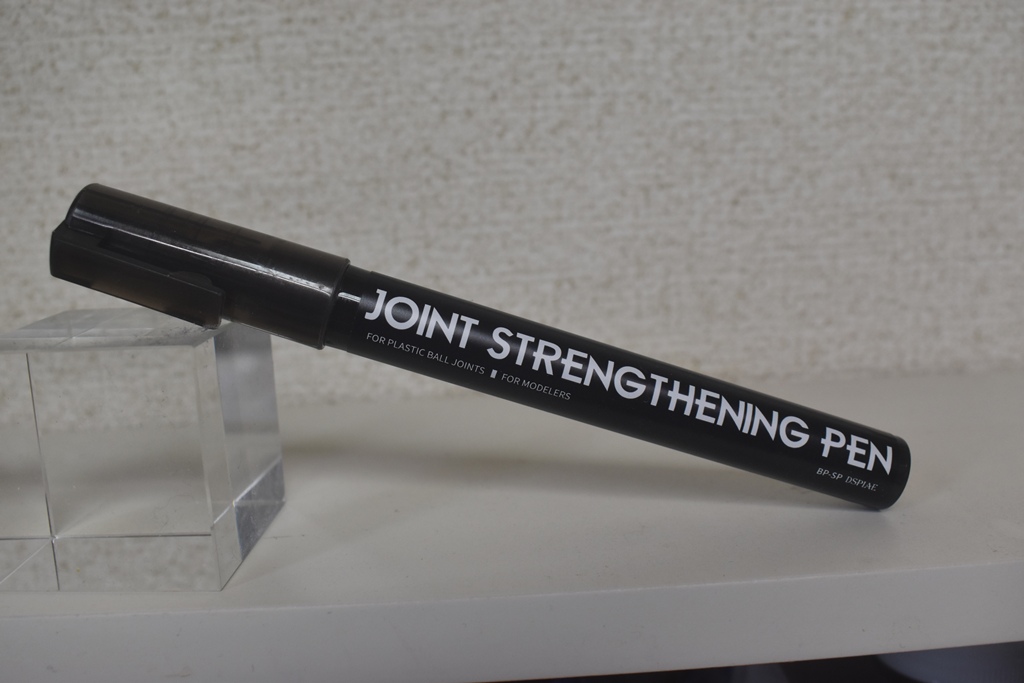 JOINT STRENGTHENING PEN
FOR PLASTIC BALL JOINTS ▮ FOR MODELERS
BP-SP DSPIAE